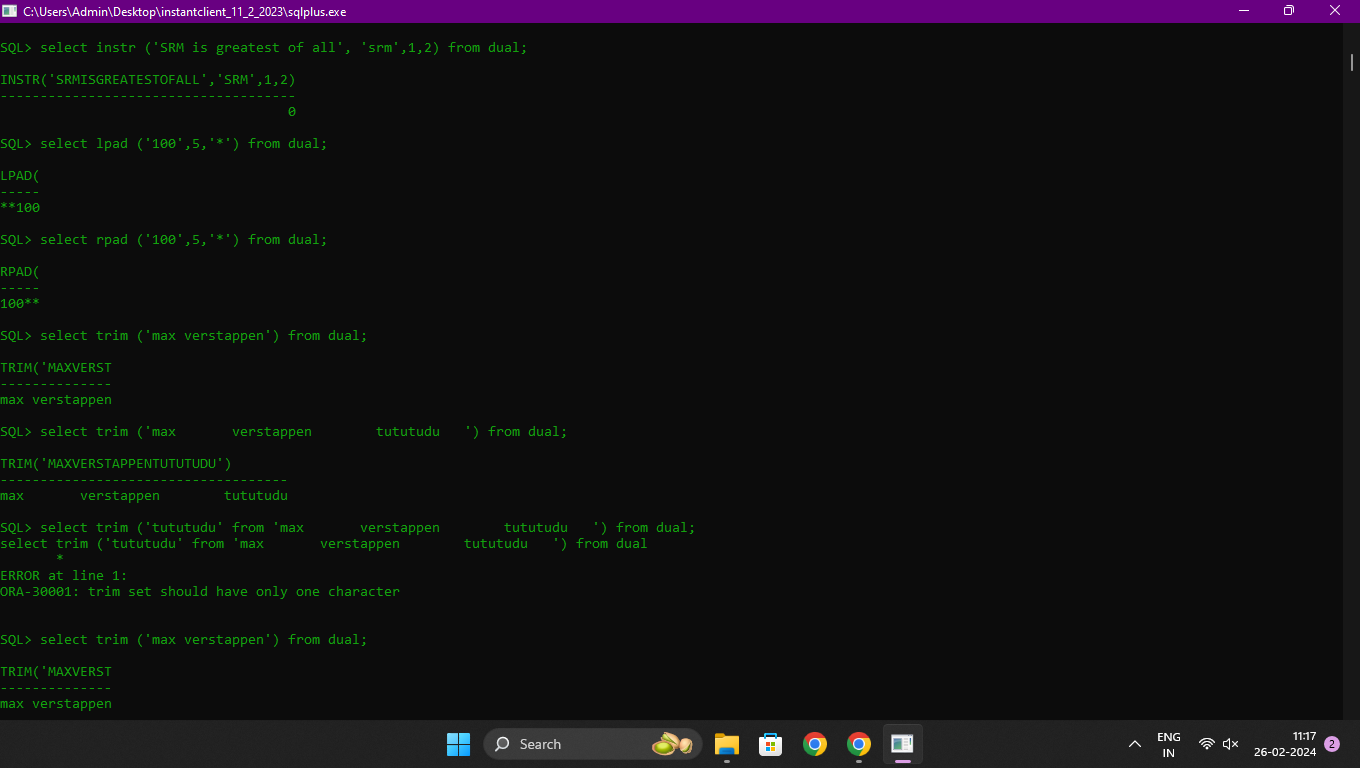 C:\Users\Admin\Desktop\instantclient_11_2_2023\sqlplus.exe
SQL> select instr ('SRM is greatest of all', 'srm',1,2) from dual;
INSTR('SRMISGREATESTOFALL','SRM',1,2)
-------------------------------------
0
SQL> select lpad ('100',5,'*') from dual;
LPAD(
-----
**100
SQL> select rpad ('100',5,'*') from dual;
RPAD(
-----
100**
SQL> select trim ('max verstappen') from dual;
TRIM('MAXVERST
--------------
max verstappen
SQL> select trim ('max       verstappen        tututudu   ') from dual;
TRIM('MAXVERSTAPPENTUTUTUDU')
------------------------------------
max       verstappen        tututudu
SQL> select trim ('tututudu' from 'max       verstappen        tututudu   ') from dual;
select trim ('tututudu' from 'max       verstappen        tututudu   ') from dual
*
ERROR at line 1:
ORA-30001: trim set should have only one character
SQL> select trim ('max verstappen') from dual;
TRIM('MAXVERST
--------------
max verstappen
Search
ENG
IN
11:17
26-02-2024
2